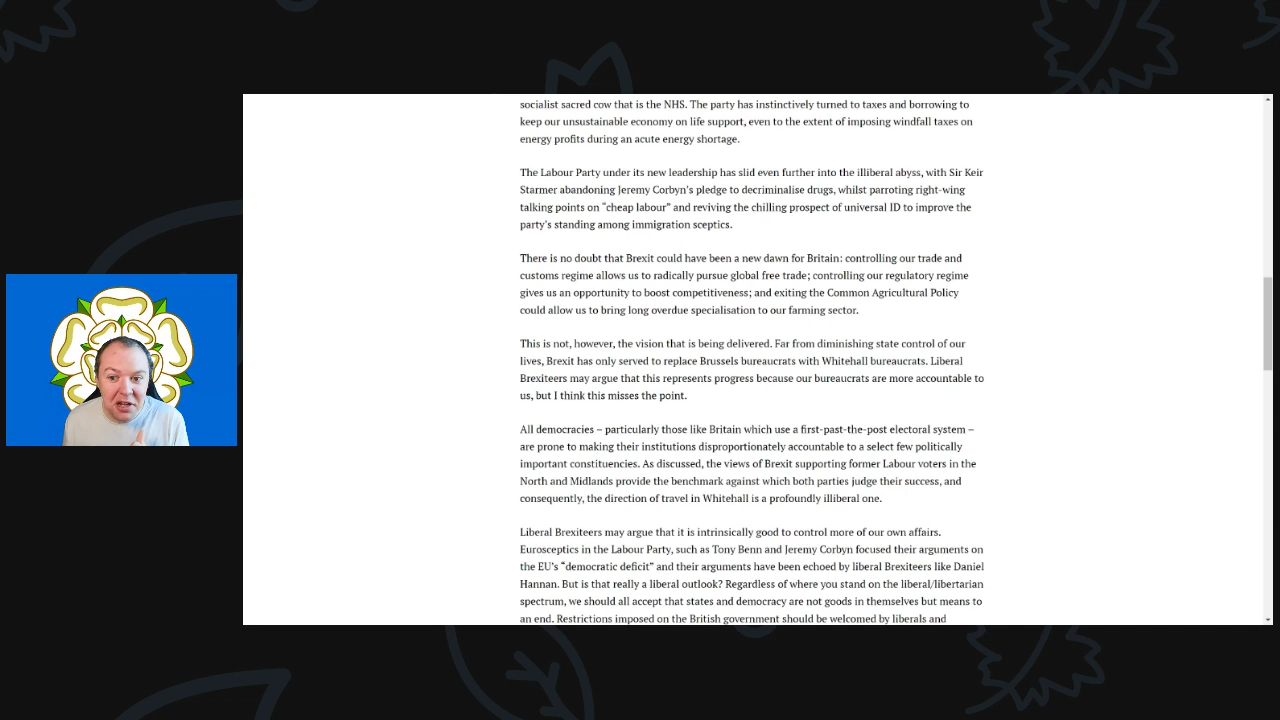 socialist sacred cow that is the NHS. The party has instinctively turned to taxes and borrowing to
keep our unsustainable economy on life support, even to the extent of imposing windfall taxes on
energy profits during an acute energy shortage.
The Labour Party under its new leadership has slid even further into the illiberal abyss, with Sir Keir
Starmer abandoning Jeremy Corbyn's pledge to decriminalise drugs, whilst parroting right-wing
talking points on “cheap labour” and reviving the chilling prospect of universal ID to improve the
party's standing among immigration sceptics.
There is no doubt that Brexit could have been a new dawn for Britain: controlling our trade and
customs regime allows us to radically pursue global free trade; controlling our regulatory regime
gives us an opportunity to boost competitiveness; and exiting the Common Agricultural Policy
could allow us to bring long overdue specialisation to our farming sector.
This is not, however, the vision that is being delivered. Far from diminishing state control of our
lives, Brexit has only served to replace Brussels bureaucrats with Whitehall bureaucrats. Liberal
Brexiteers may argue that this represents progress because our bureaucrats are more accountable to
us, but I think this misses the point.
All democracies – particularly those like Britain which use a first-past-the-post electoral system –
are prone to making their institutions disproportionately accountable to a select few politically
important constituencies. As discussed, the views of Brexit supporting former Labour voters in the
North and Midlands provide the benchmark against which both parties judge their success, and
consequently, the direction of travel in Whitehall is a profoundly illiberal one.
Liberal Brexiteers may argue that it is intrinsically good to control more of our own affairs.
Eurosceptics in the Labour Party, such as Tony Benn and Jeremy Corbyn focused their arguments on
the EU's “democratic deficit” and their arguments have been echoed by liberal Brexiteers like Daniel
Hannan. But is that really a liberal outlook? Regardless of where you stand on the liberal/libertarian
spectrum, we should all accept that states and democracy are not goods in themselves but means to
an end. Restrictions imposed on the British government should be welcomed by liberals and